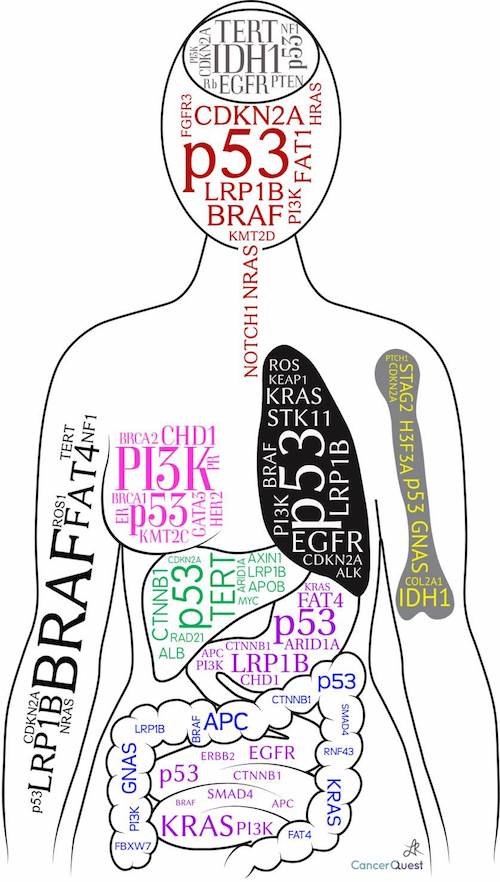 TERT
NF1
PI3K
CDKN2A
IDH1
p53
Rb
EGFR
PTEN
FGFR3
CDKN2A
HRAS
p53
FAT1
LRP1B
PI3K
BRAF
KMT2D
NRAS
NOTCH1
ROS
KEAP1
KRAS
STK11
BRAF
p53
LRP1B
PI3K
EGFR
CDKN2A
ALK
PTCH1
CDKN2A
STAG2
H3F3A
p53
GNAS
COL2A1
IDH1
TERT
NF1
FAT4
ROS1
BRAF
CDKN2A
NRAS
LRP1B
p53
BRCA2
CHD1
PI3K
PR
BRCA1
ER
p53
GATA3
HER2
KMT2C
CDKN2A
CTNNB1
p53
TERT
ARID1A
AXIN1
LRP1B
APOB
MYC
RAD21
ALB
KRAS
FAT4
p53
ARID1A
CTNNB1
APC
PI3K
LRP1B
CHD1
p53
CTNNB1
LRP1B
BRAF
APC
SMAD4
RNF43
GNAS
KRAS
PI3K
FBXW7
FAT4
ERBB2
EGFR
p53
CTNNB1
SMAD4
BRAF
APC
KRAS
PI3K
CancerQuest